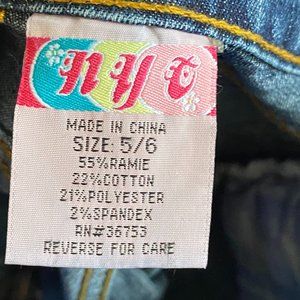 nyc
MADE IN CHINA
SIZE: 5/6
55%RAMIE
22%COTTON
21%POLYESTER
2%SPANDEX
RN#36753
REVERSE FOR CARE